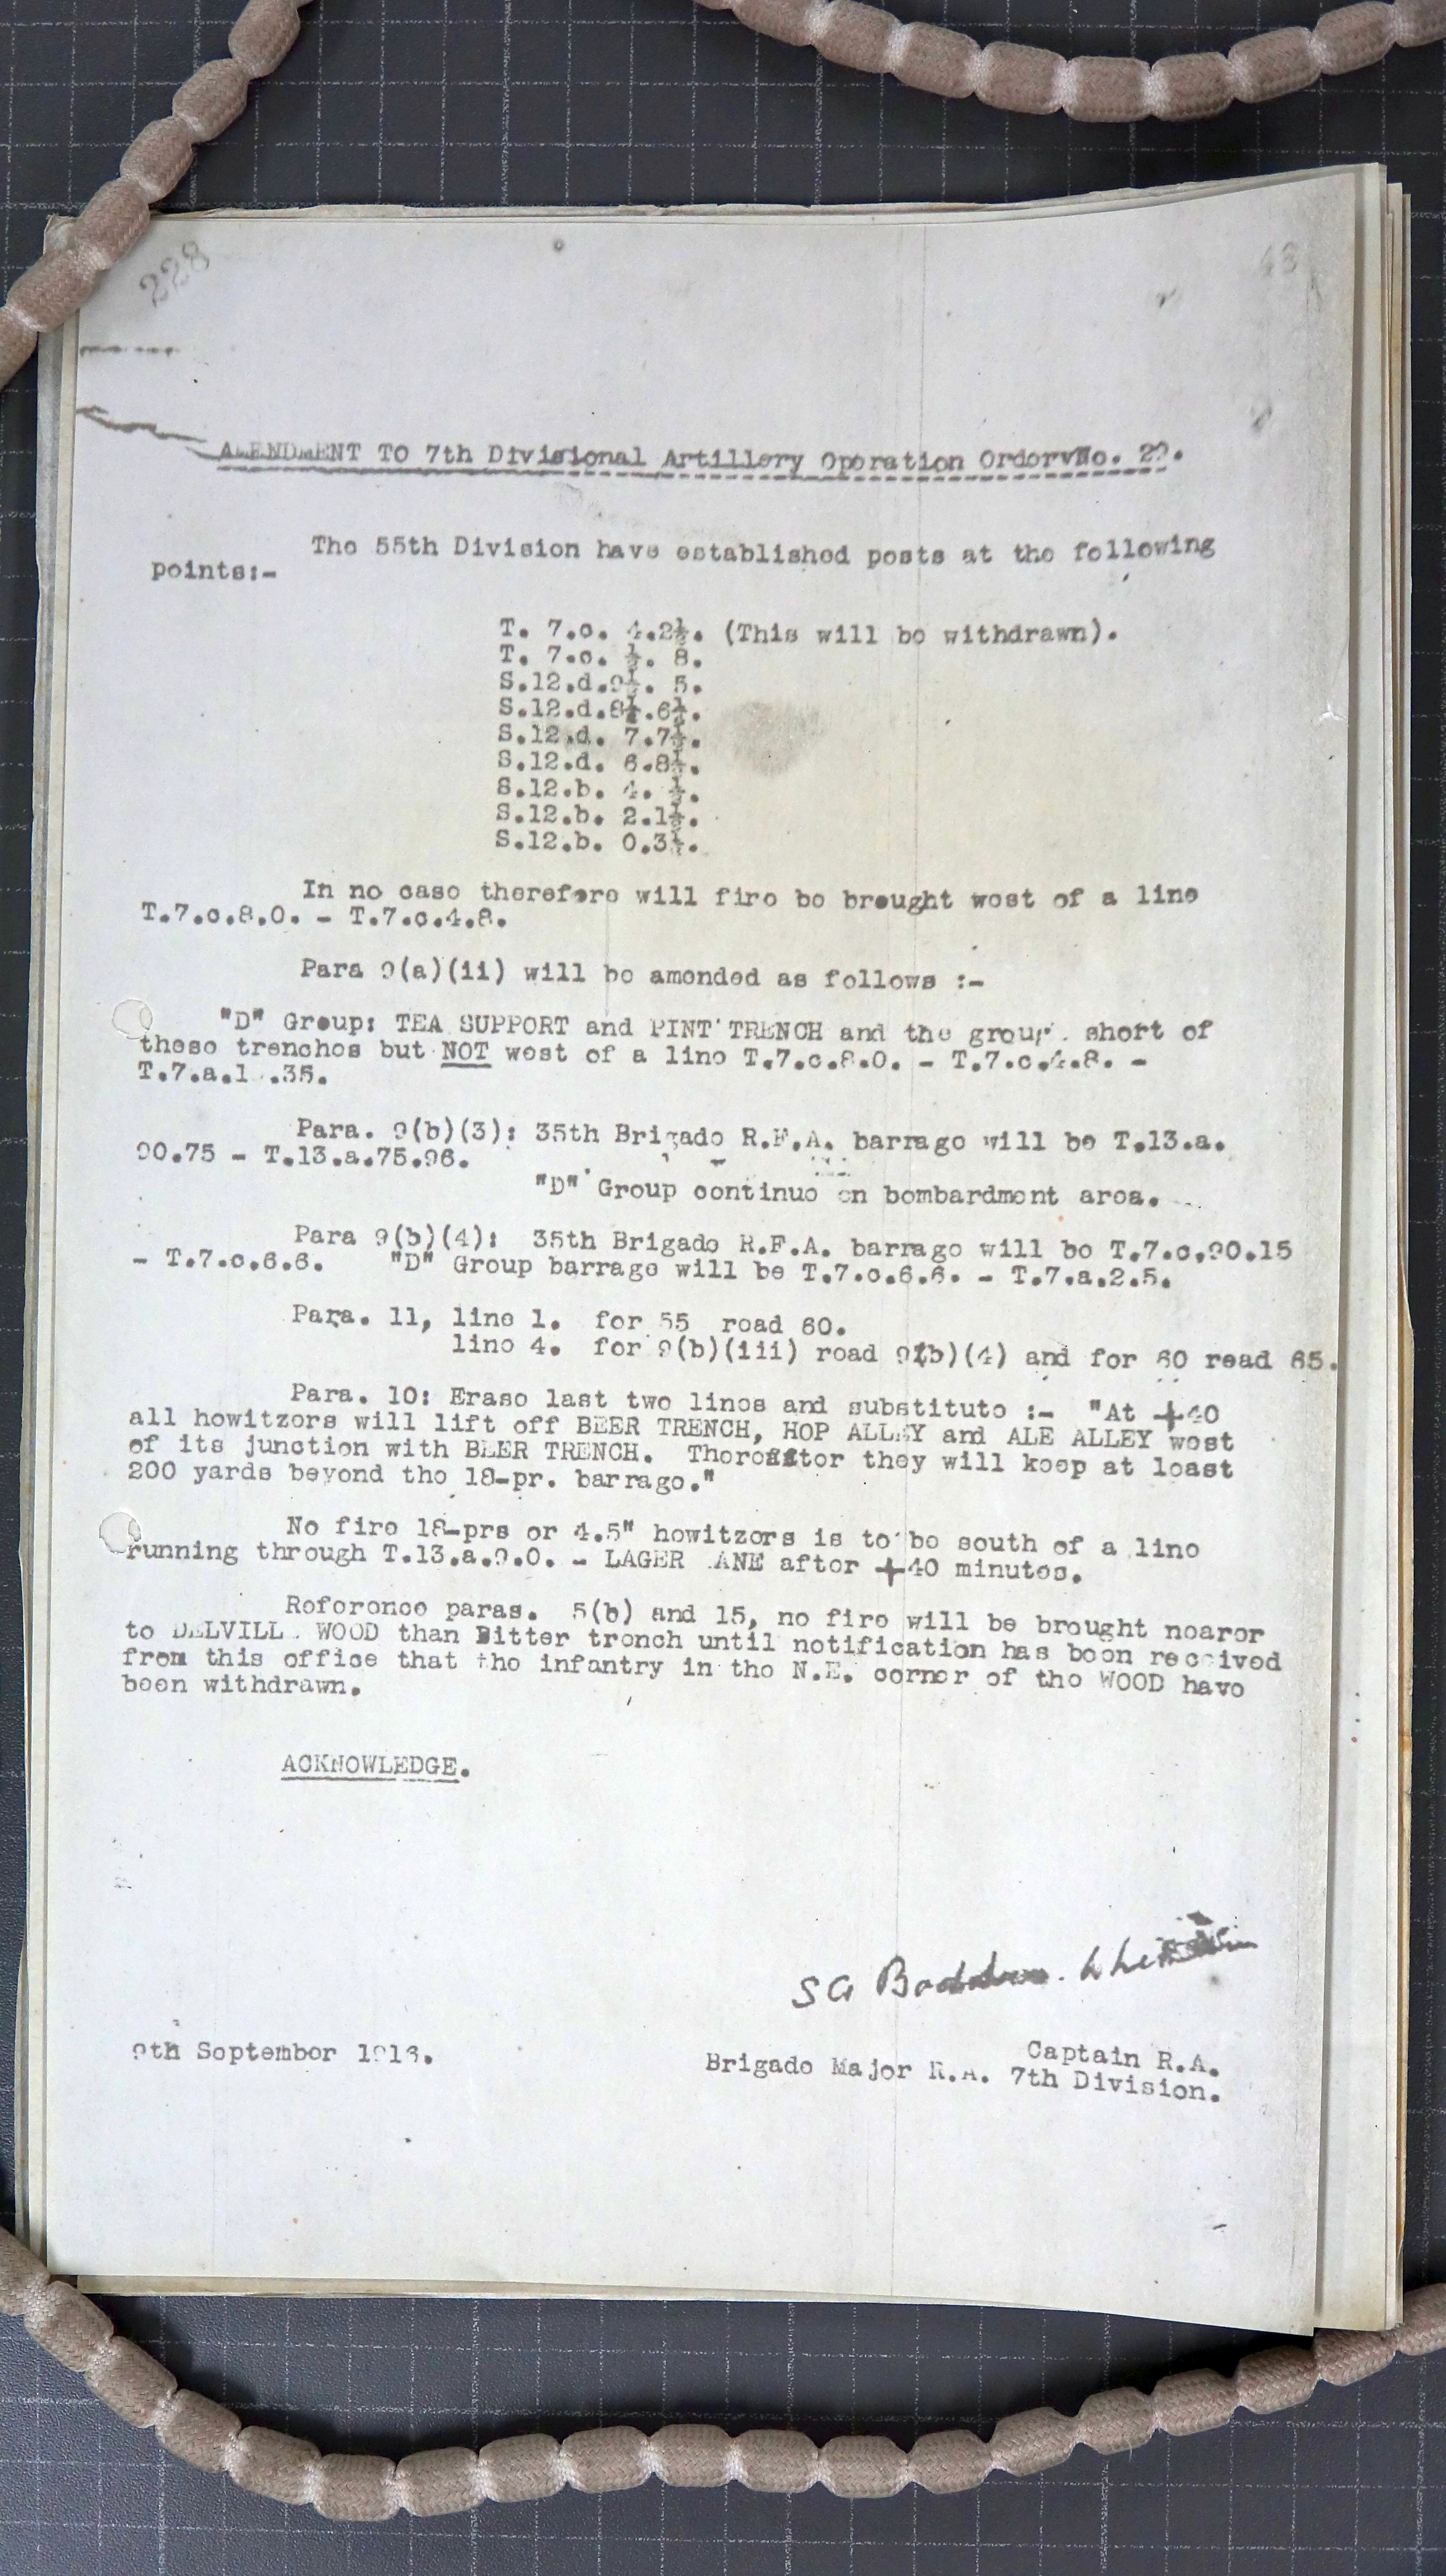 228
43
AMENDMENT TO 7th Divisional Artillery Operation OrdervNo. 22.
The 55th Division have established posts at the following
points:-
T. 7.c. 4.2½. (This will be withdrawn).
T. 7.c. ½. 8.
S.12.d.9½. 5.
S.12.d.8½.6½.
S.12.d. 7.7½.
S.12.d. 6.8½.
S.12.b. 4. ½.
S.12.b. 2.1½.
S.12.b. 0.3½.
In no case therefore will fire be brought west of a line
T.7.c.8.0. - T.7.c.4.8.
Para 9(a)(ii) will be amended as follows :-
"D" Group: TEA SUPPORT and PINT TRENCH and the group. short of
these trenches but NOT west of a line T.7.c.8.0. - T.7.c.4.8. -
T.7.a.1 .35.
Para. 9(b)(3): 35th Brigade R.F.A. barrage will be T.13.a.
90.75 - T.13.a.75.96.
"D" Group continue on bombardment area.
Para 9(b)(4): 35th Brigade R.F.A. barrage will be T.7.c.90.15
- T.7.c.6.6. "D" Group barrage will be T.7.c.6.6. - T.7.a.2.5.
Para. 11, line 1. for 55 read 60.
line 4. for 9(b)(iii) read 9(b)(4) and for 60 read 65.
Para. 10: Erase last two lines and substitute :- "At +40
all howitzers will lift off BEER TRENCH, HOP ALLEY and ALE ALLEY west
of its junction with BEER TRENCH. Thereafter they will keep at least
200 yards beyond the 18-pr. barrage."
No fire 18-prs or 4.5" howitzers is to be south of a line
running through T.13.a.9.0. - LAGER LANE after +40 minutes.
Reference paras. 5(b) and 15, no fire will be brought nearer
to DELVILLE WOOD than Bitter trench until notification has been received
from this office that the infantry in the N.E. corner of the WOOD have
been withdrawn.
ACKNOWLEDGE.
S G
9th September 1916.
Captain R.A.
Brigade Major R.A. 7th Division.